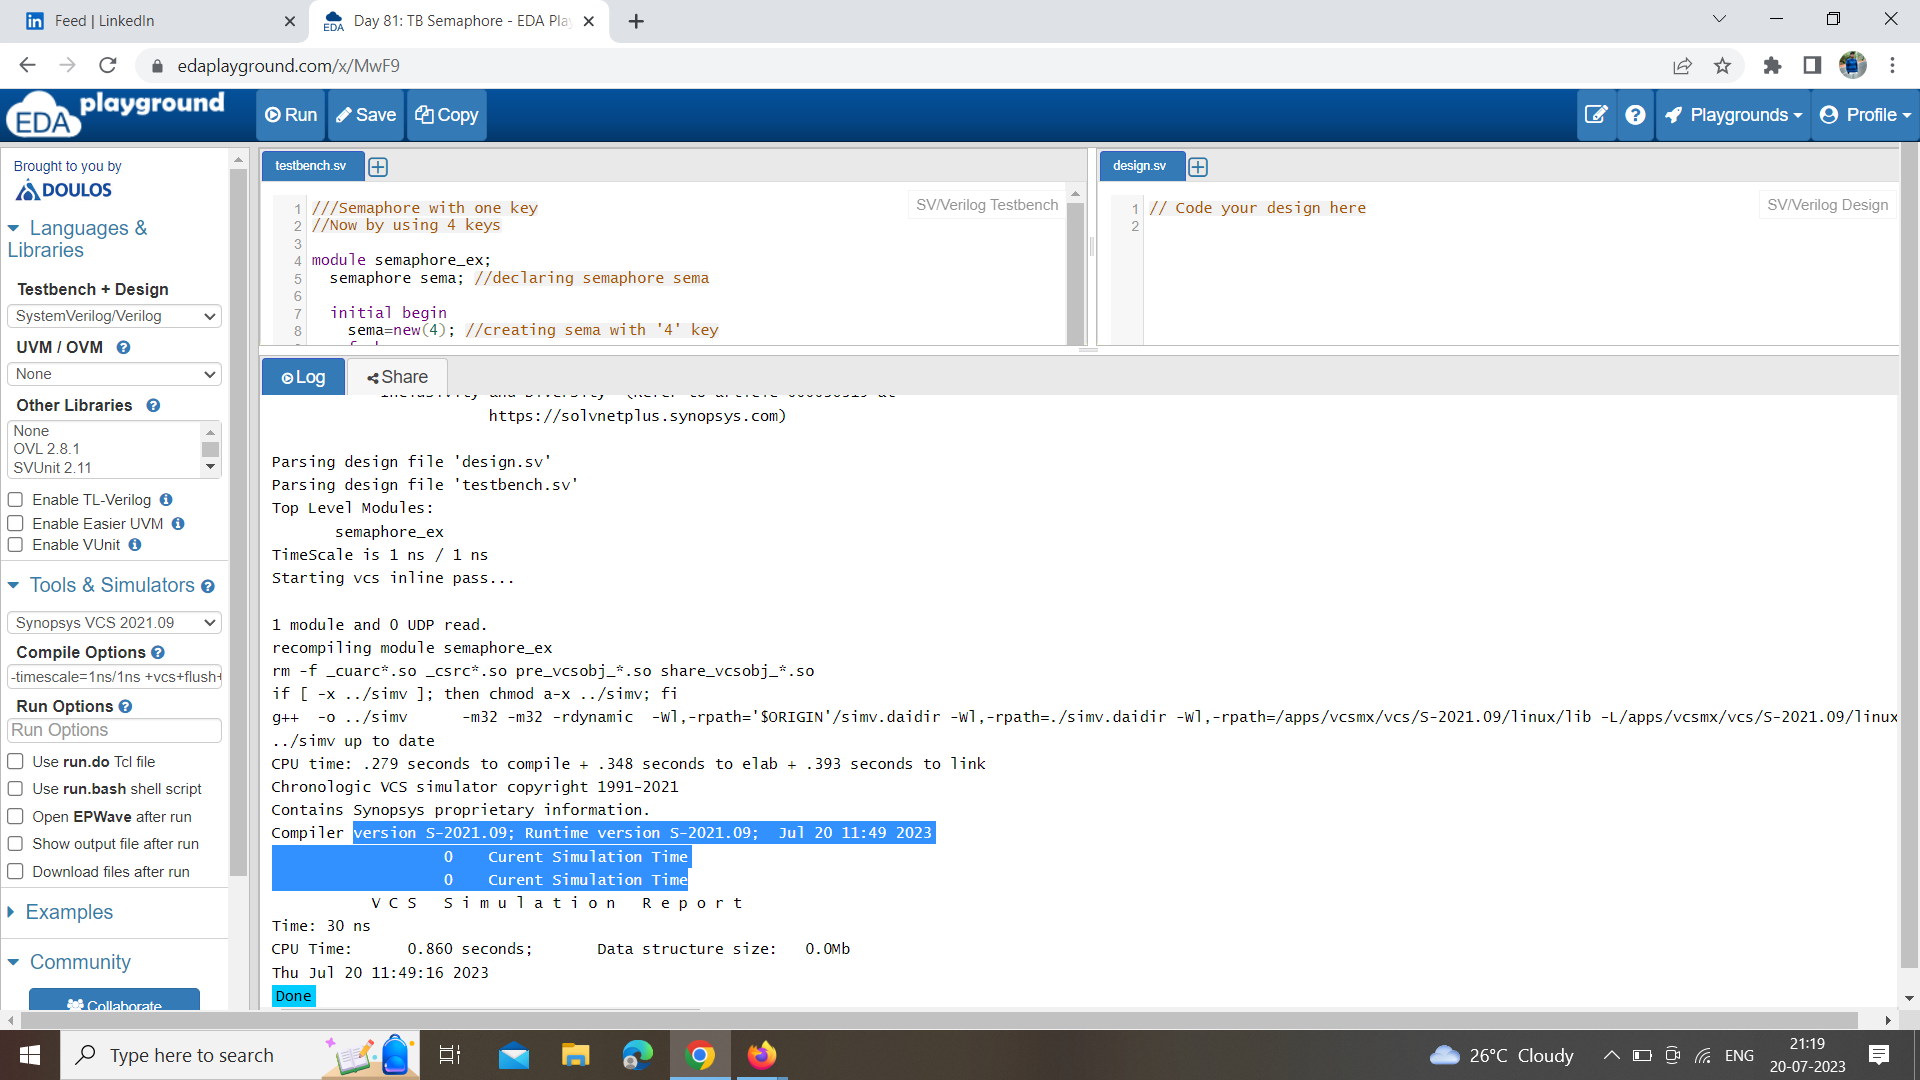 Feed | LinkedIn
Day 81: TB Semaphore - EDA Pla
edaplayground.com/x/MwF9
EDA playground
Run
Save
Copy
Playgrounds
Profile
Brought to you by
DOULOS
Languages &
Libraries
Testbench + Design
SystemVerilog/Verilog
UVM / OVM
None
Other Libraries
None
OVL 2.8.1
SVUnit 2.11
Enable TL-Verilog
Enable Easier UVM
Enable VUnit
Tools & Simulators
Synopsys VCS 2021.09
Compile Options
-timescale=1ns/1ns +vcs+flush+
Run Options
Run Options
Use run.do Tcl file
Use run.bash shell script
Open EPWave after run
Show output file after run
Download files after run
Examples
Community
Collaborate
testbench.sv
SV/Verilog Testbench
1 ///Semaphore with one key
2 //Now by using 4 keys
3
4 module semaphore_ex;
5 semaphore sema; //declaring semaphore sema
6
7 initial begin
8 sema=new(4); //creating sema with '4' key
design.sv
SV/Verilog Design
1 // Code your design here
2
Log
Share
https://solvnetplus.synopsys.com)
Parsing design file 'design.sv'
Parsing design file 'testbench.sv'
Top Level Modules:
semaphore_ex
TimeScale is 1 ns / 1 ns
Starting vcs inline pass...
1 module and 0 UDP read.
recompiling module semaphore_ex
rm -f _cuarc*.so _csrc*.so pre_vcsobj_*.so share_vcsobj_*.so
if [ -x ../simv ]; then chmod a-x ../simv; fi
g++ -o ../simv -m32 -m32 -rdynamic -Wl,-rpath='$ORIGIN'/simv.daidir -Wl,-rpath=./simv.daidir -Wl,-rpath=/apps/vcsmx/vcs/S-2021.09/linux/lib -L/apps/vcsmx/vcs/S-2021.09/linux
../simv up to date
CPU time: .279 seconds to compile + .348 seconds to elab + .393 seconds to link
Chronologic VCS simulator copyright 1991-2021
Contains Synopsys proprietary information.
Compiler version S-2021.09; Runtime version S-2021.09; Jul 20 11:49 2023
0 Curent Simulation Time
0 Curent Simulation Time
V C S S i m u l a t i o n R e p o r t
Time: 30 ns
CPU Time: 0.860 seconds; Data structure size: 0.0Mb
Thu Jul 20 11:49:16 2023
Done
Type here to search
26°C Cloudy
ENG
21:19
20-07-2023